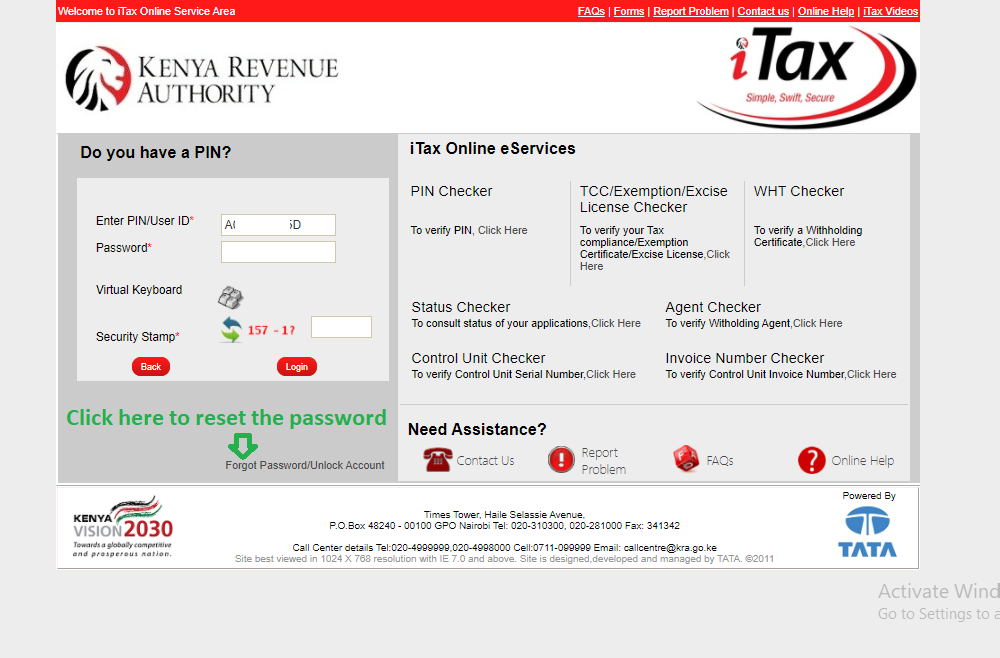 Welcome to iTax Online Service Area
FAQs | Forms | Report Problem | Contact us | Online Help | iTax Videos
KENYA REVENUE
AUTHORITY
iTax
Simple, Swift, Secure
Do you have a PIN?
Enter PIN/User ID*
Password*
Virtual Keyboard
Security Stamp*
157 - 1?
Back
Login
Click here to reset the password
Forgot Password/Unlock Account
iTax Online eServices
PIN Checker
To verify PIN, Click Here
TCC/Exemption/Excise
License Checker
To verify your Tax
compliance/Exemption
Certificate/Excise License,Click
Here
WHT Checker
To verify a Withholding
Certificate,Click Here
Status Checker
To consult status of your applications,Click Here
Agent Checker
To verify Witholding Agent,Click Here
Control Unit Checker
To verify Control Unit Serial Number,Click Here
Invoice Number Checker
To verify Control Unit Invoice Number,Click Here
Need Assistance?
Contact Us
Report
Problem
FAQs
Online Help
KENYA
VISION 2030
Towards a globally competitive
and prosperous nation.
Times Tower, Haile Selassie Avenue,
P.O.Box 48240 - 00100 GPO Nairobi Tel: 020-310300, 020-281000 Fax: 341342
Call Center details Tel:020-4999999,020-4998000 Cell:0711-099999 Email: callcentre@kra.go.ke
Site best viewed in 1024 X 768 resolution with IE 7.0 and above. Site is designed,developed and managed by TATA. ©2011
Powered By
TATA
Activate Wind
Go to Settings to a